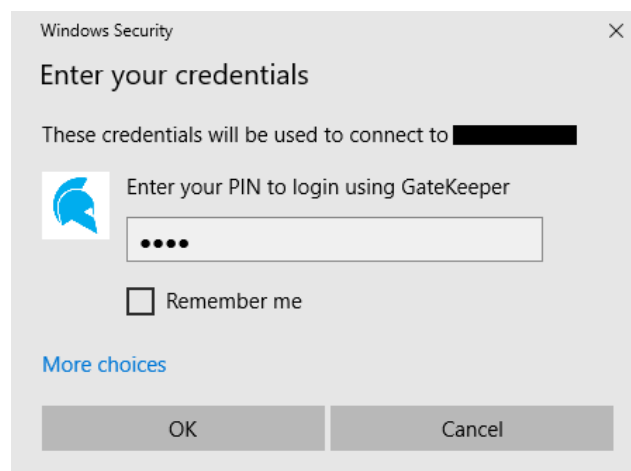 Windows Security
Enter your credentials
These credentials will be used to connect to
Enter your PIN to login using GateKeeper
••••
Remember me
More choices
OK
Cancel